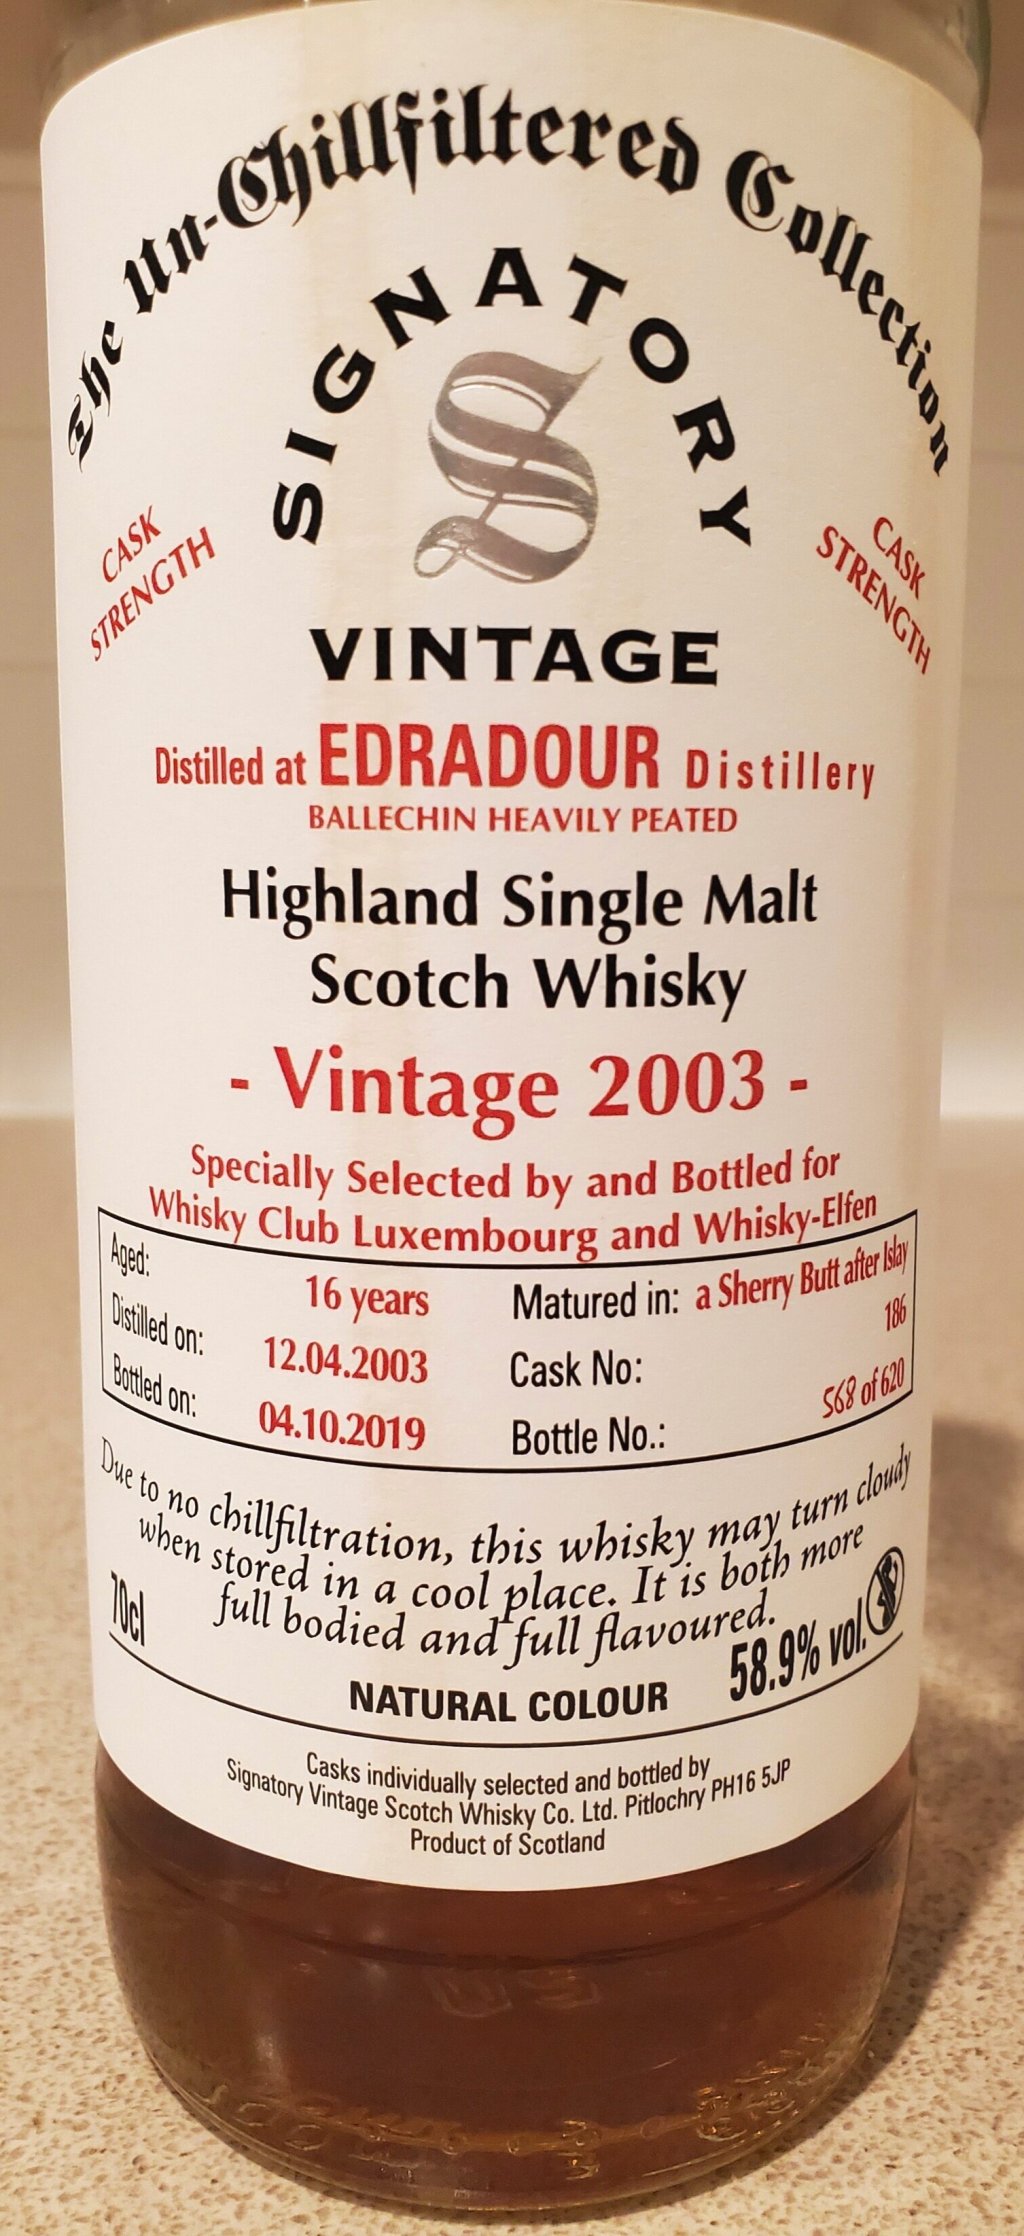 The Un-Chillfiltered Collection
SIGNATORY
S
VINTAGE
CASK
STRENGTH
CASK
STRENGTH
Distilled at EDRADOUR Distillery
BALLECHIN HEAVILY PEATED
Highland Single Malt
Scotch Whisky
- Vintage 2003 -
Specially Selected by and Bottled for
Whisky Club Luxembourg and Whisky-Elfen
Aged: 16 years
Distilled on: 12.04.2003
Bottled on: 04.10.2019
Matured in: a Sherry Butt after Islay
Cask No: 186
Bottle No.: 568 of 620
Due to no chillfiltration, this whisky may turn cloudy
when stored in a cool place. It is both more
full bodied and full flavoured.
70cl
58.9% vol.
NATURAL COLOUR
Casks individually selected and bottled by
Signatory Vintage Scotch Whisky Co. Ltd. Pitlochry PH16 5JP
Product of Scotland